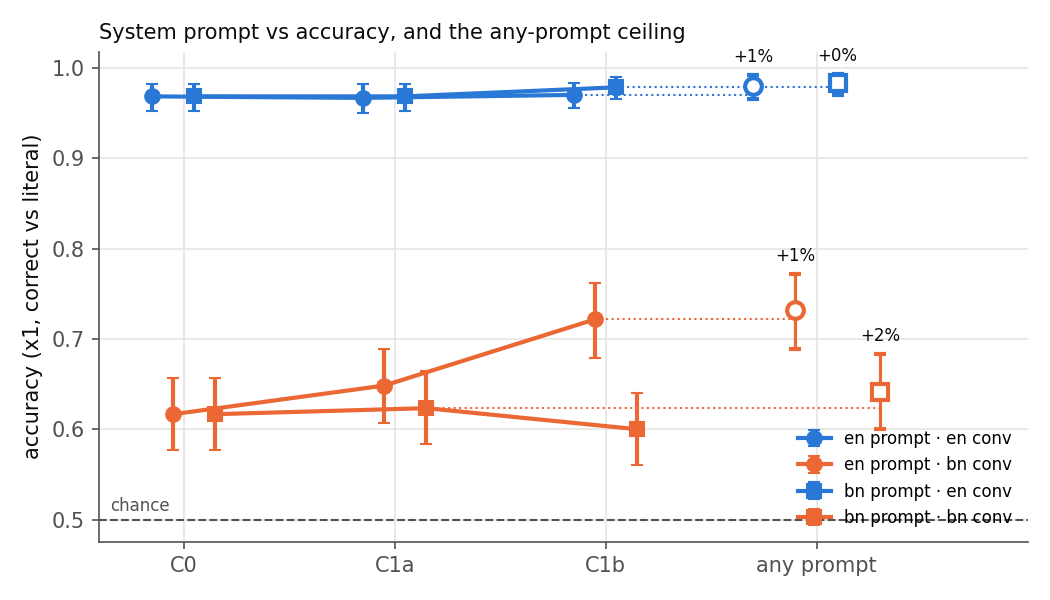 System prompt vs accuracy, and the any-prompt ceiling
+1%
+0%
1.0
0.9
0.8
0.7
0.6
0.5
accuracy (x1, correct vs literal)
+1%
+2%
chance
en prompt · en conv
en prompt · bn conv
bn prompt · en conv
bn prompt · bn conv
C0
C1a
C1b
any prompt